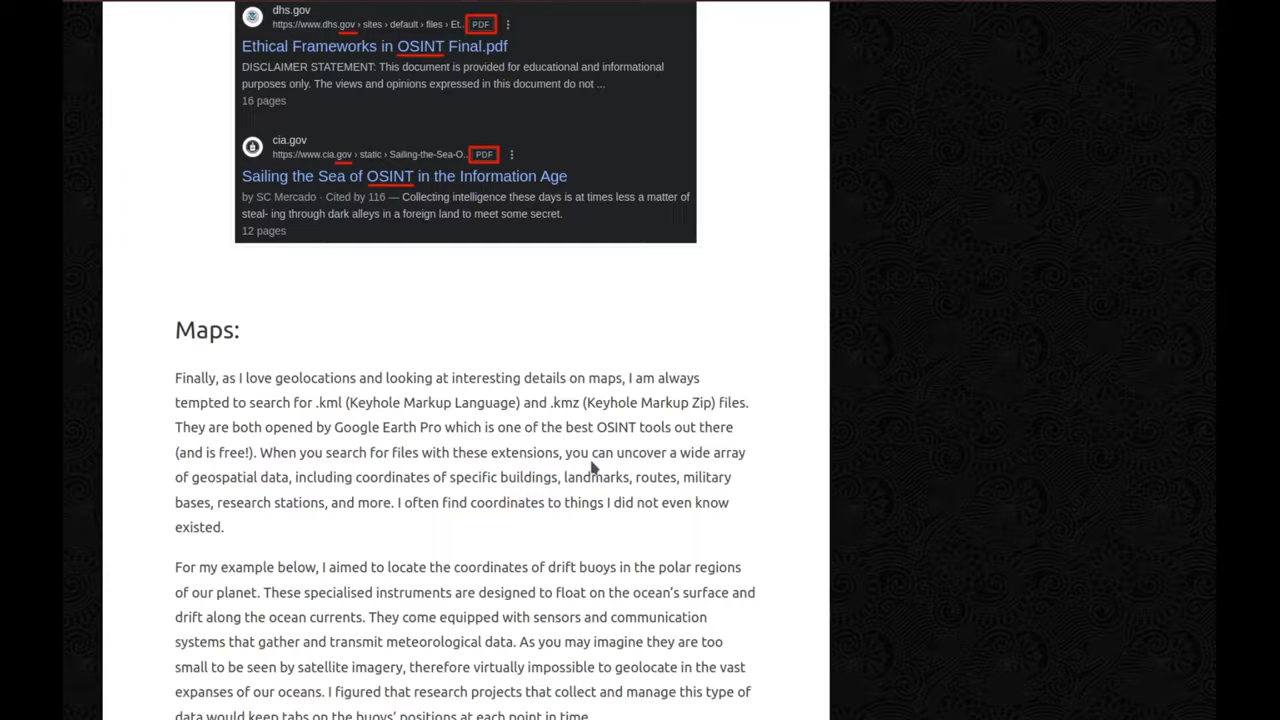 dhs.gov
https://www.dhs.gov › sites › default › files › Et... PDF
Ethical Frameworks in OSINT Final.pdf
DISCLAIMER STATEMENT: This document is provided for educational and informational
purposes only. The views and opinions expressed in this document do not ...
16 pages
cia.gov
https://www.cia.gov › static › Sailing-the-Sea-O... PDF
Sailing the Sea of OSINT in the Information Age
by SC Mercado · Cited by 116 — Collecting intelligence these days is at times less a matter of
steal- ing through dark alleys in a foreign land to meet some secret.
12 pages
Maps:
Finally, as I love geolocations and looking at interesting details on maps, I am always
tempted to search for .kml (Keyhole Markup Language) and .kmz (Keyhole Markup Zip) files.
They are both opened by Google Earth Pro which is one of the best OSINT tools out there
(and is free!). When you search for files with these extensions, you can uncover a wide array
of geospatial data, including coordinates of specific buildings, landmarks, routes, military
bases, research stations, and more. I often find coordinates to things I did not even know
existed.
For my example below, I aimed to locate the coordinates of drift buoys in the polar regions
of our planet. These specialised instruments are designed to float on the ocean's surface and
drift along the ocean currents. They come equipped with sensors and communication
systems that gather and transmit meteorological data. As you may imagine they are too
small to be seen by satellite imagery, therefore virtually impossible to geolocate in the vast
expanses of our oceans. I figured that research projects that collect and manage this type of
data would keep tabs on the buoys' positions at each point in time.